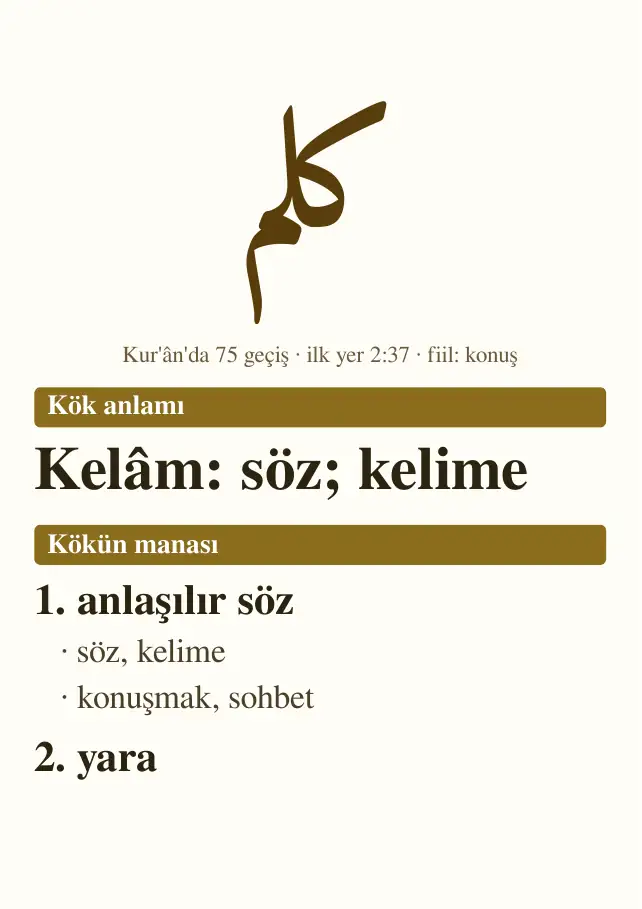 كلم
Kur'ân'da 75 geçiş · ilk yer 2:37 · fiil: konuş
Kök anlamı
Kelâm: söz; kelime
Kökün manası
1. anlaşılır söz
· söz, kelime
· konuşmak, sohbet
2. yara